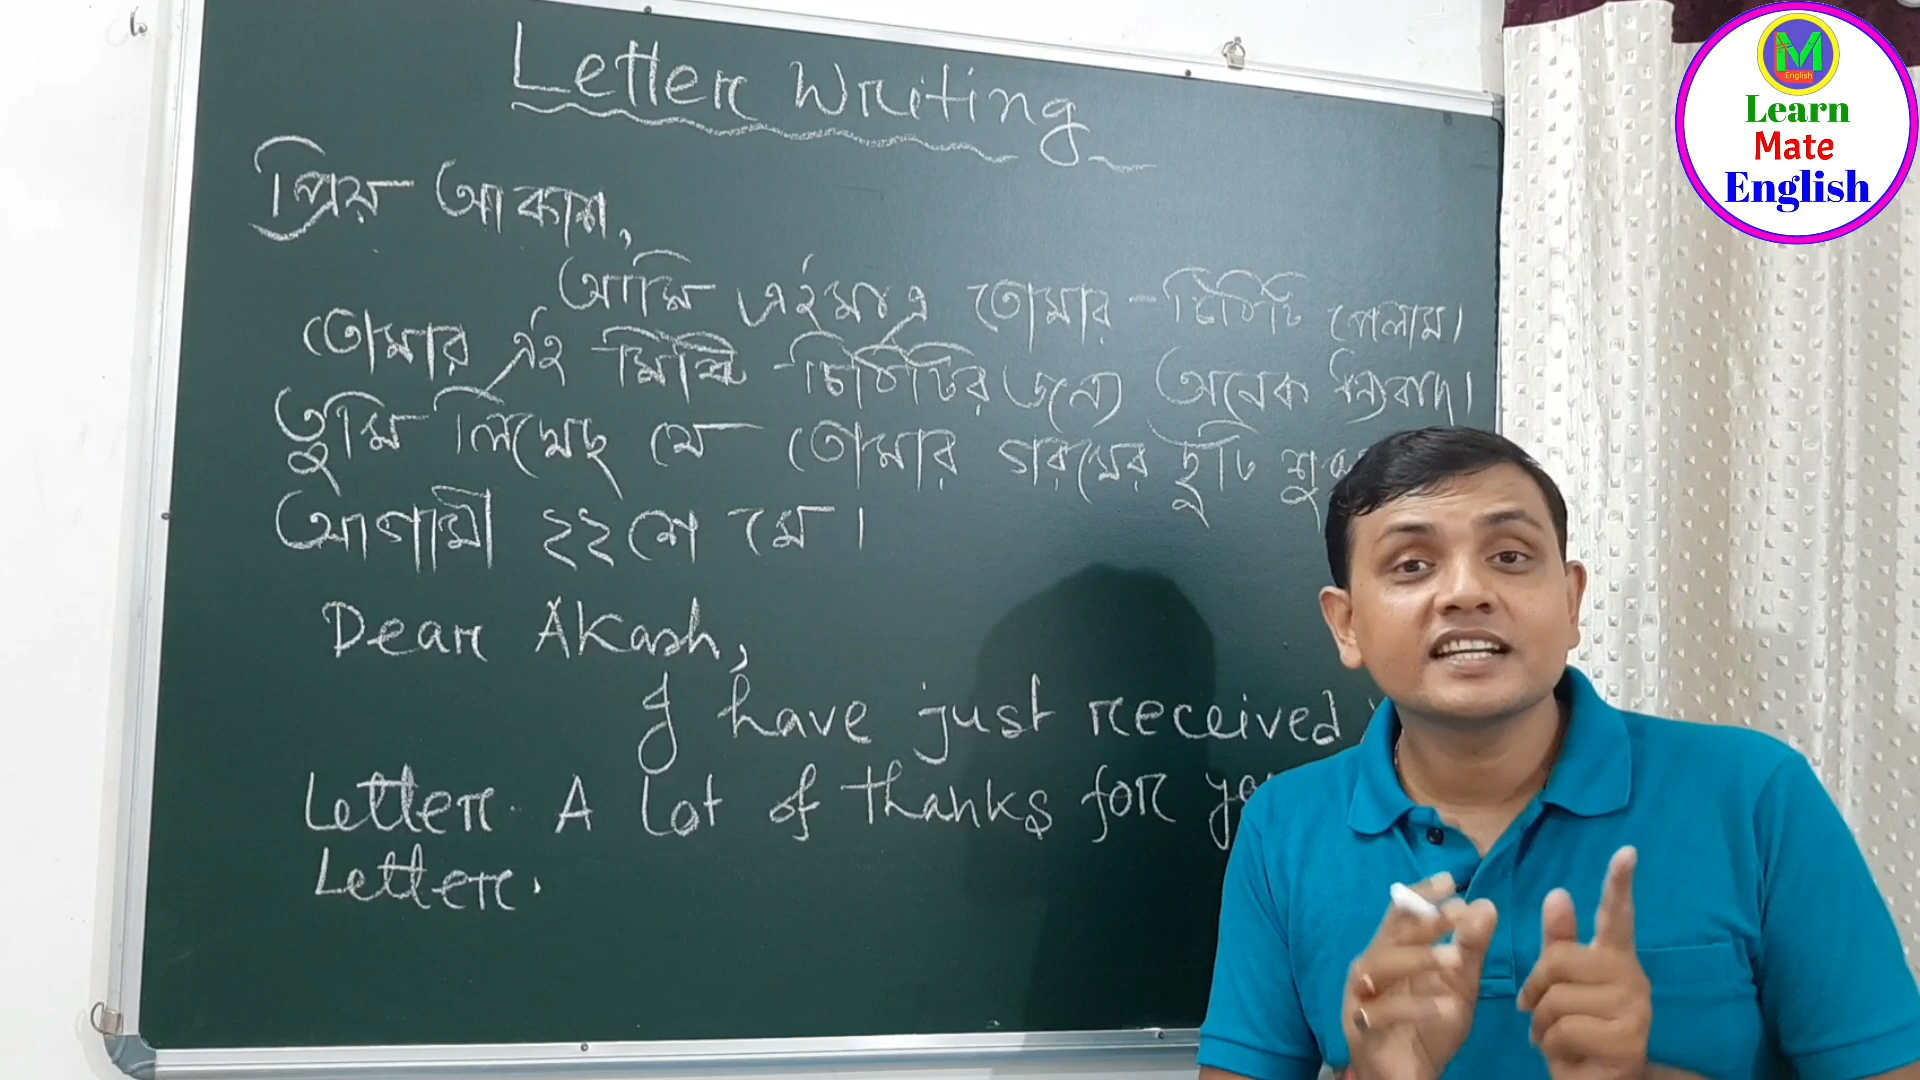 Letter Writing
প্রিয় আকাশ,
আমি এইমাত্র তোমার চিঠিটি পেলাম।
তোমার এই মিষ্টি চিঠিটির জন্যে অনেক ধন্যবাদ।
তুমি লিখেছ যে তোমার গরমের ছুটি শুরু
আগামী ২২শে মে।
Dear Akash,
I have just received
Letter. A lot of thanks for
Letter.
M
English
Learn
Mate
English